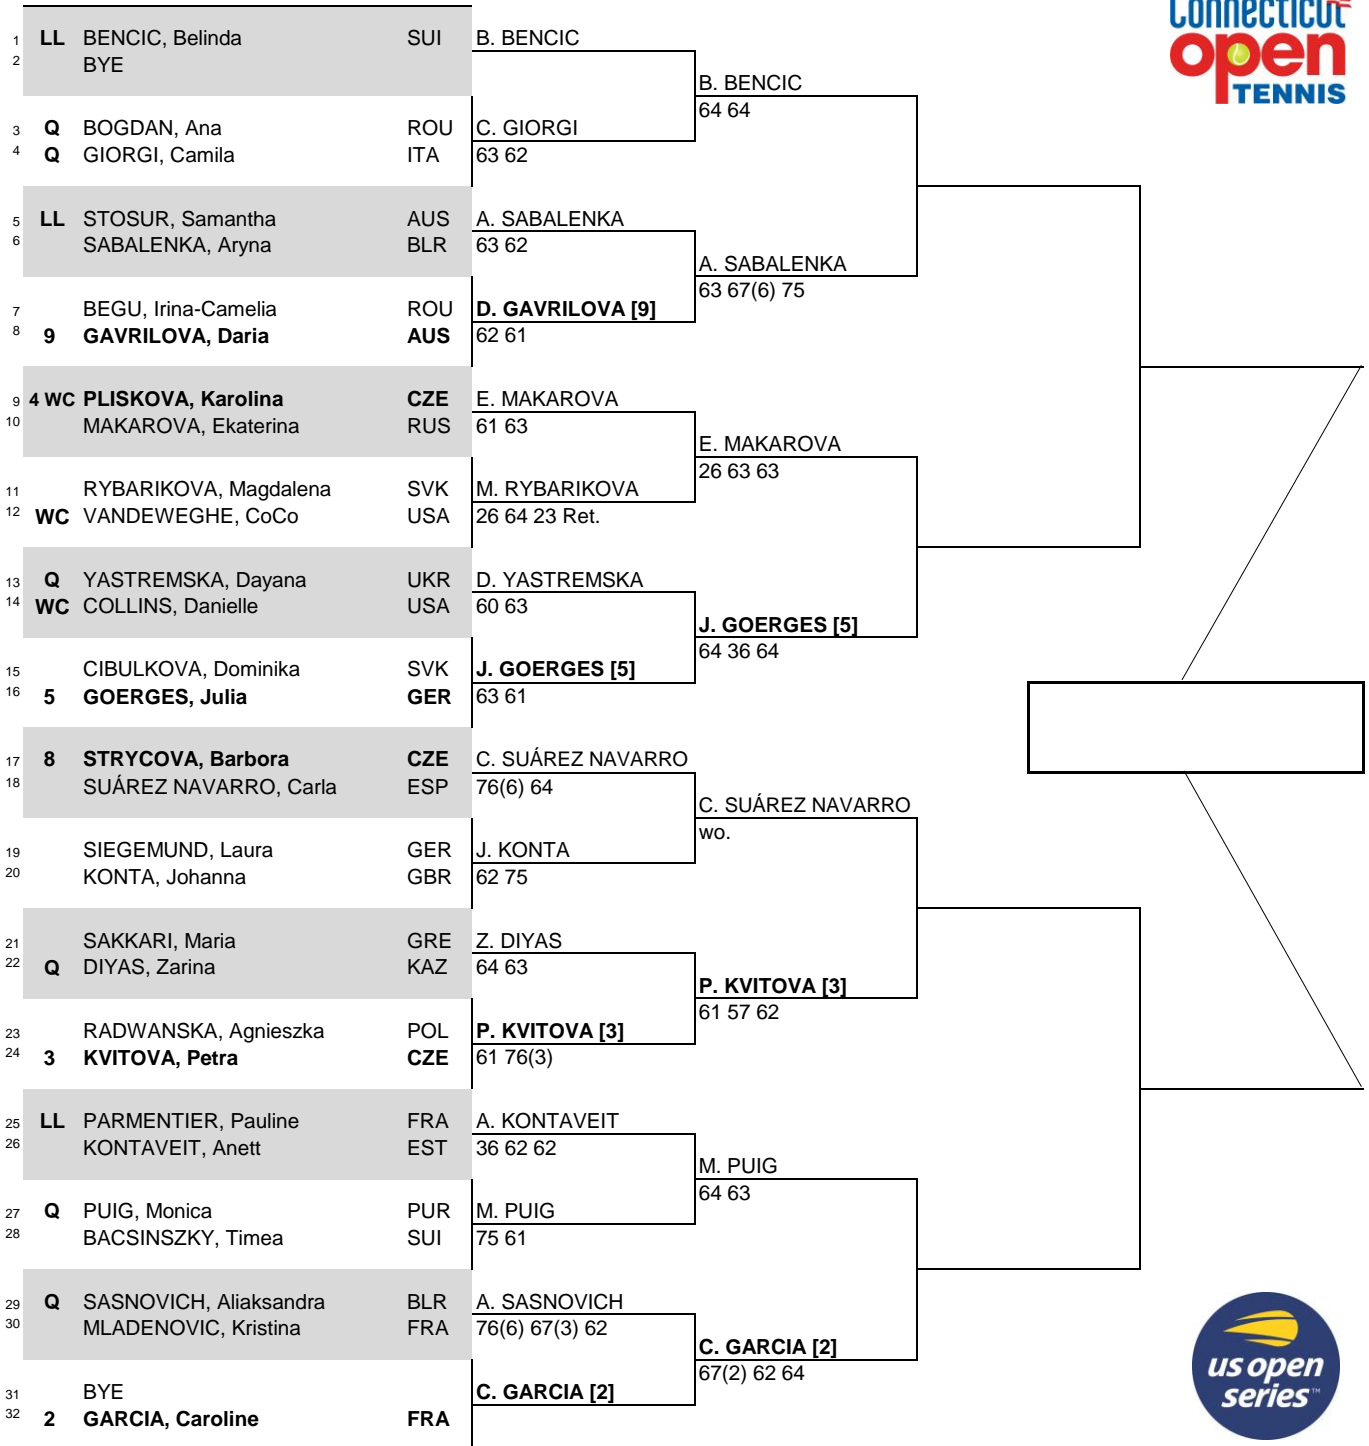 Connecticut
open
TENNIS
1 LL BENCIC, Belinda SUI B. BENCIC
2 BYE
B. BENCIC
64 64
3 Q BOGDAN, Ana ROU C. GIORGI
4 Q GIORGI, Camila ITA 63 62
5 LL STOSUR, Samantha AUS A. SABALENKA
6 SABALENKA, Aryna BLR 63 62
A. SABALENKA
63 67(6) 75
7 BEGU, Irina-Camelia ROU D. GAVRILOVA [9]
8 9 GAVRILOVA, Daria AUS 62 61
9 4 WC PLISKOVA, Karolina CZE E. MAKAROVA
10 MAKAROVA, Ekaterina RUS 61 63
E. MAKAROVA
26 63 63
11 RYBARIKOVA, Magdalena SVK M. RYBARIKOVA
12 WC VANDEWEGHE, CoCo USA 26 64 23 Ret.
13 Q YASTREMSKA, Dayana UKR D. YASTREMSKA
14 WC COLLINS, Danielle USA 60 63
J. GOERGES [5]
64 36 64
15 CIBULKOVA, Dominika SVK J. GOERGES [5]
16 5 GOERGES, Julia GER 63 61
17 8 STRYCOVA, Barbora CZE C. SUÁREZ NAVARRO
18 SUÁREZ NAVARRO, Carla ESP 76(6) 64
C. SUÁREZ NAVARRO
wo.
19 SIEGEMUND, Laura GER J. KONTA
20 KONTA, Johanna GBR 62 75
21 SAKKARI, Maria GRE Z. DIYAS
22 Q DIYAS, Zarina KAZ 64 63
P. KVITOVA [3]
61 57 62
23 RADWANSKA, Agnieszka POL P. KVITOVA [3]
24 3 KVITOVA, Petra CZE 61 76(3)
25 LL PARMENTIER, Pauline FRA A. KONTAVEIT
26 KONTAVEIT, Anett EST 36 62 62
M. PUIG
64 63
27 Q PUIG, Monica PUR M. PUIG
28 BACSINSZKY, Timea SUI 75 61
29 Q SASNOVICH, Aliaksandra BLR A. SASNOVICH
30 MLADENOVIC, Kristina FRA 76(6) 67(3) 62
C. GARCIA [2]
67(2) 62 64
31 BYE C. GARCIA [2]
32 2 GARCIA, Caroline FRA
us open
series™